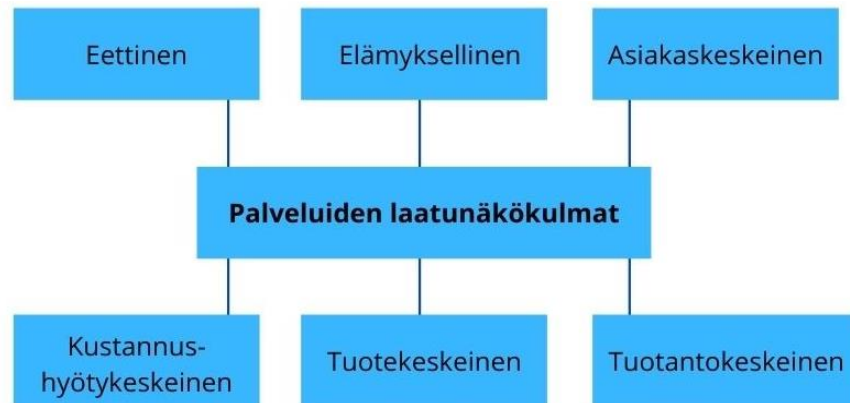 Eettinen
Elämyksellinen
Asiakaskeskeinen
Palveluiden laatunäkökulmat
Kustannus-
hyötykeskeinen
Tuotekeskeinen
Tuotantokeskeinen